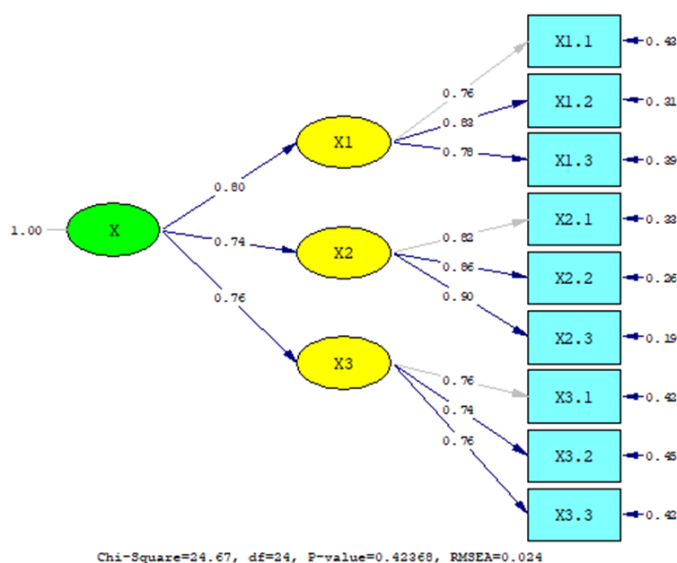 X1.1
0.43
0.76
X1.2
0.31
0.83
X1
0.78
X1.3
0.39
0.80
X2.1
0.33
1.00
X
0.82
0.74
X2
0.86
X2.2
0.26
0.90
0.76
X2.3
0.19
X3
0.76
X3.1
0.42
0.74
0.76
X3.2
0.45
X3.3
0.42
Chi-Square=24.67, df=24, P-value=0.42368, RMSEA=0.024